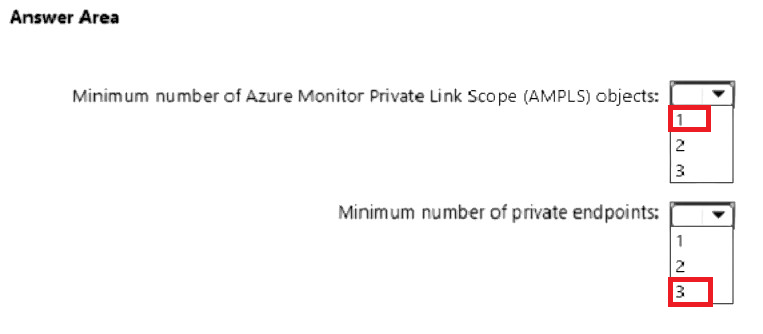 Answer Area
Minimum number of Azure Monitor Private Link Scope (AMPLS) objects:
1
2
3
Minimum number of private endpoints:
1
2
3